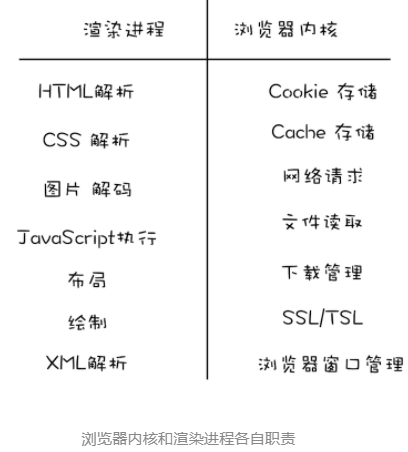 渲染进程 浏览器内核
HTML解析 Cookie 存储
CSS 解析 Cache 存储
图片 解码 网络请求
JavaScript执行 文件读取
布局 下载管理
绘制 SSL/TSL
XML解析 浏览器窗口管理
浏览器内核和渲染进程各自职责